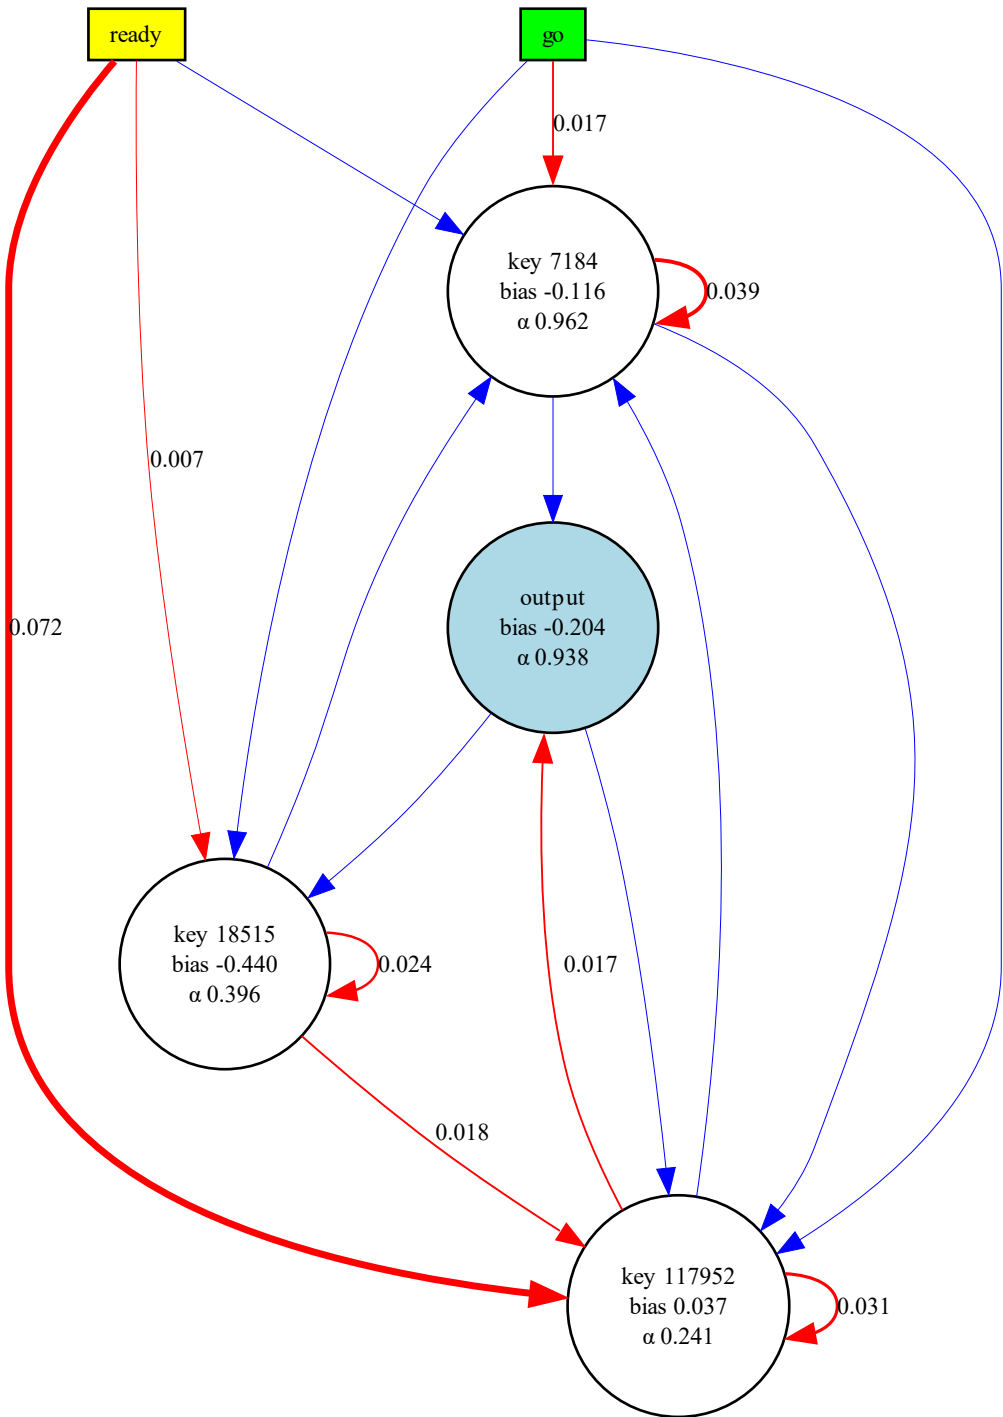 ready
go
0.017
key 7184
bias -0.116
α 0.962
0.039
0.007
output
bias -0.204
α 0.938
0.072
key 18515
bias -0.440
α 0.396
0.024
0.017
0.018
key 117952
bias 0.037
α 0.241
0.031